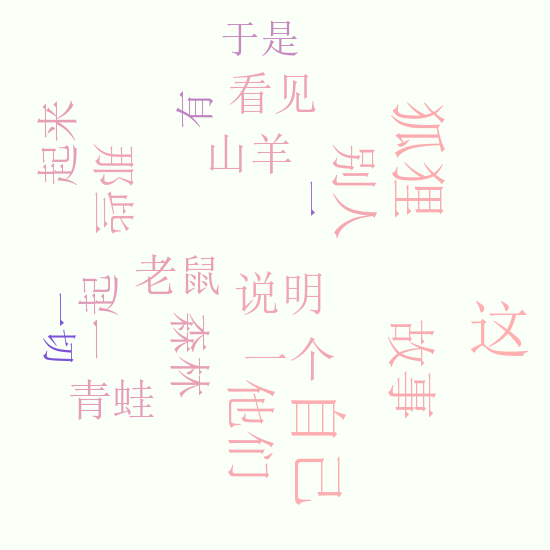 于是
看见
有
起来
狐狸
山羊
那些
别人
一
老鼠
说明
一起
一切
这
森林
故事
一个
青蛙
他们
自己